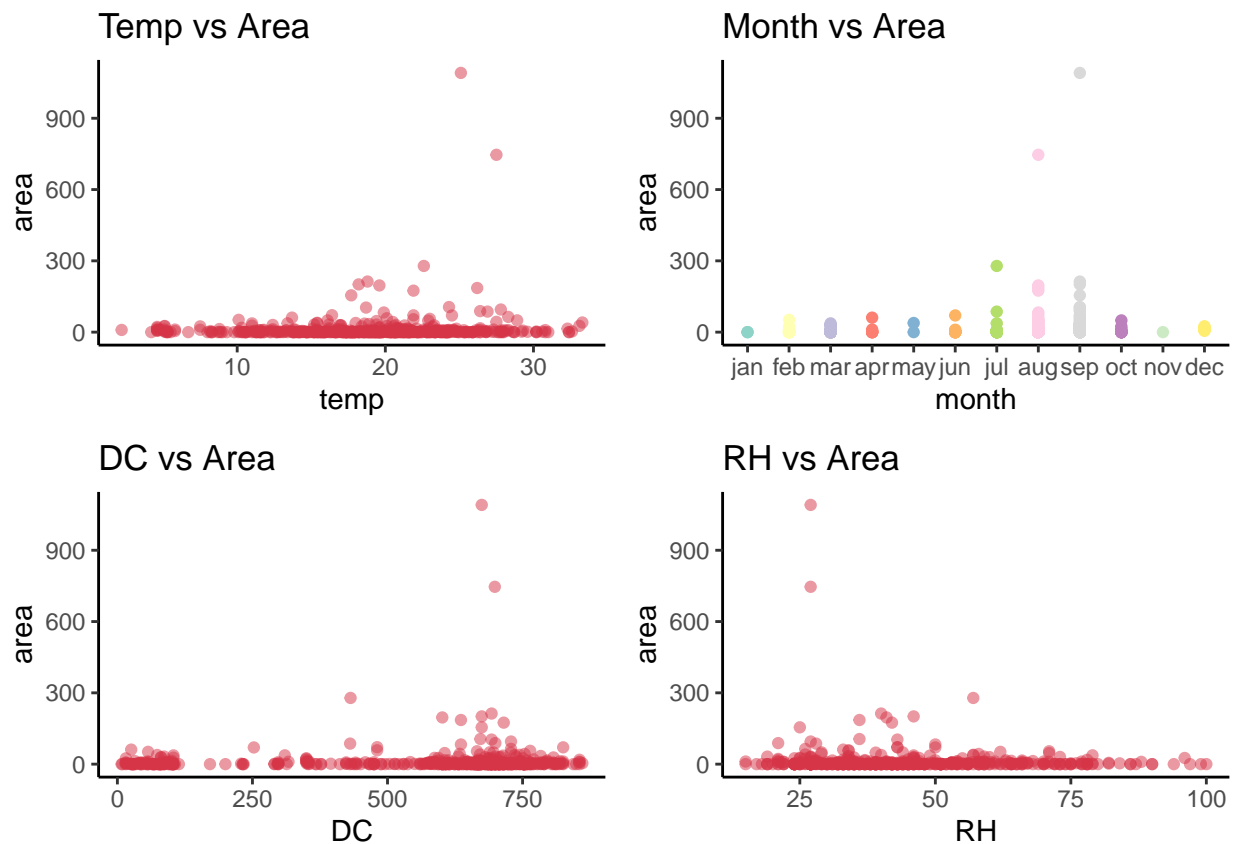 Temp vs Area
900
600
300
0
area
10 20 30
temp
Month vs Area
900
600
300
0
area
jan feb mar apr may jun jul aug sep oct nov dec
month
DC vs Area
900
600
300
0
area
0 250 500 750
DC
RH vs Area
900
600
300
0
area
25 50 75 100
RH